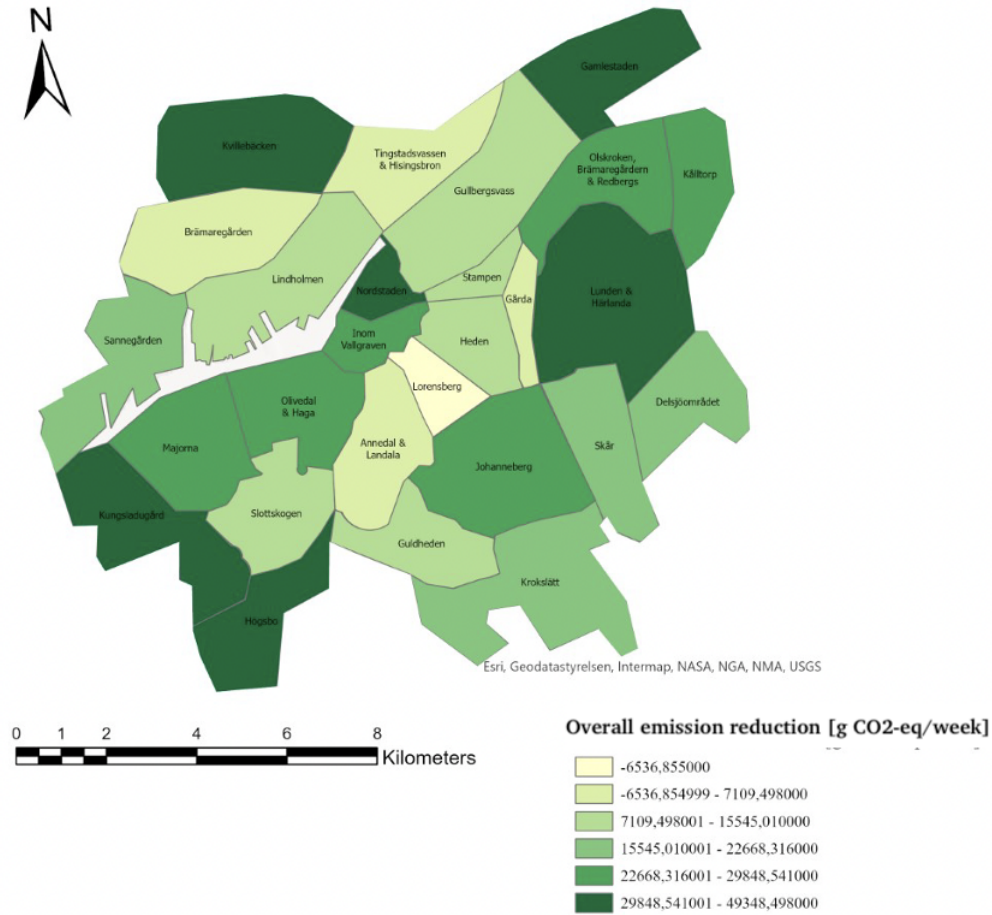 N
Gamlestaden
Kvillebäcken
Tingstadsvassen
& Hisingsbron
Olskroken,
Brämaregårdern
& Redbergs
Kålltorp
Gullbergsvass
Brämaregården
Lindholmen
Stampen
Nordstaden
Gårda
Lunden &
Härlanda
Sannegården
Inom
Vallgraven
Heden
Lorensberg
Olivedal
& Haga
Delsjöområdet
Majorna
Annedal &
Landala
Skår
Johanneberg
Kungsladugård
Slottskogen
Guldheden
Krokslätt
Högsbo
Esri, Geodatastyrelsen, Intermap, NASA, NGA, NMA, USGS
0 1 2 4 6 8
Kilometers
Overall emission reduction [g CO2-eq/week]
-6536,855000
-6536,854999 - 7109,498000
7109,498001 - 15545,010000
15545,010001 - 22668,316000
22668,316001 - 29848,541000
29848,541001 - 49348,498000